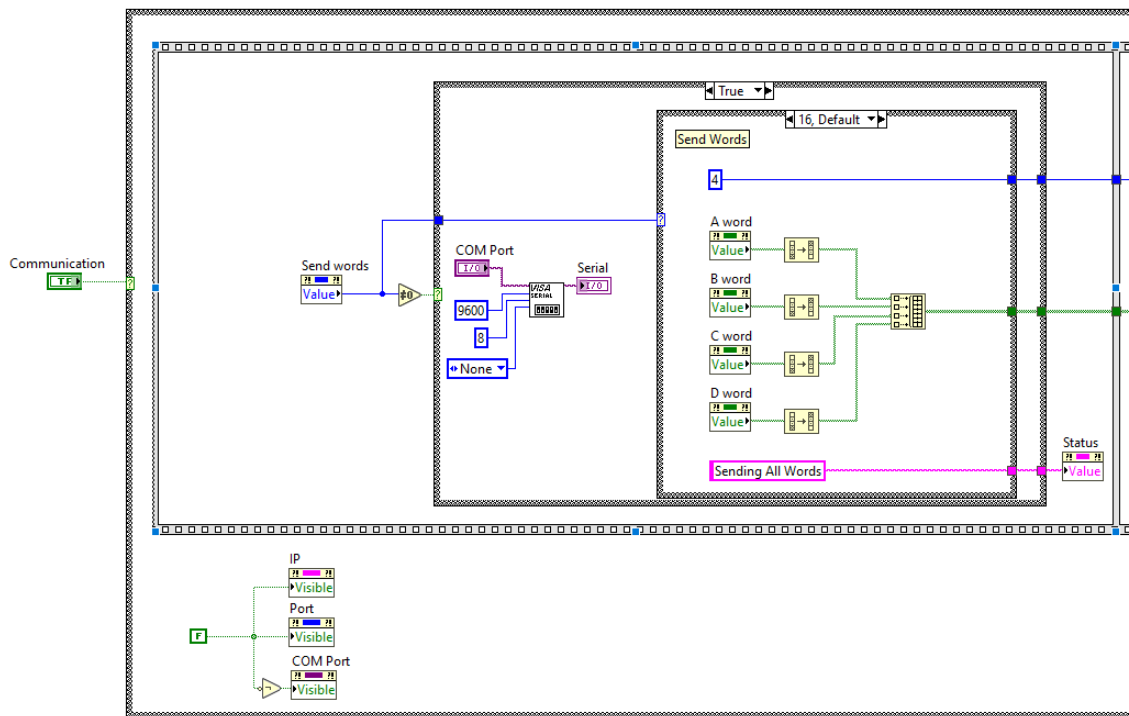 True
16, Default
Send Words
4
A word
Value
COM Port
I/O
Serial
I/O
Communication
TF
Send words
Value
≠0
VISA
SERIAL
9600
8
None
B word
Value
C word
Value
D word
Value
Sending All Words
Status
Value
IP
Visible
Port
Visible
F
COM Port
Visible